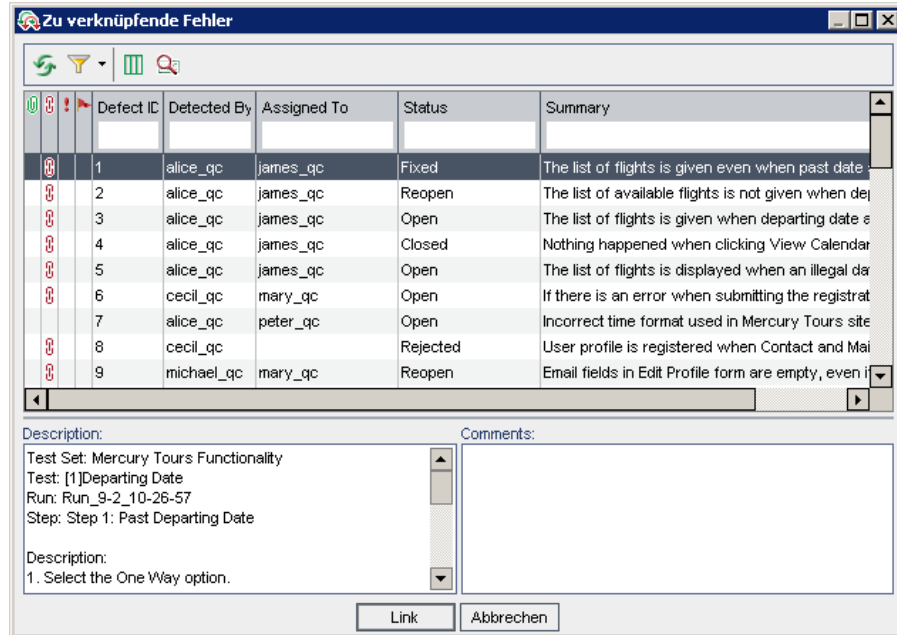 Zu verknüpfende Fehler
Defect ID Detected By Assigned To Status Summary
1 alice_qc james_qc Fixed The list of flights is given even when past date
2 alice_qc james_qc Reopen The list of available flights is not given when de
3 alice_qc james_qc Open The list of flights is given when departing date a
4 alice_qc james_qc Closed Nothing happened when clicking View Calendar
5 alice_qc james_qc Open The list of flights is displayed when an illegal da
6 cecil_qc mary_qc Open If there is an error when submitting the registrat
7 alice_qc peter_qc Open Incorrect time format used in Mercury Tours site
8 cecil_qc Rejected User profile is registered when Contact and Mai
9 michael_qc mary_qc Reopen Email fields in Edit Profile form are empty, even i
Description: Comments:
Test Set: Mercury Tours Functionality
Test: [1]Departing Date
Run: Run_9-2_10-26-57
Step: Step 1: Past Departing Date
Description:
1. Select the One Way option.
Link Abbrechen